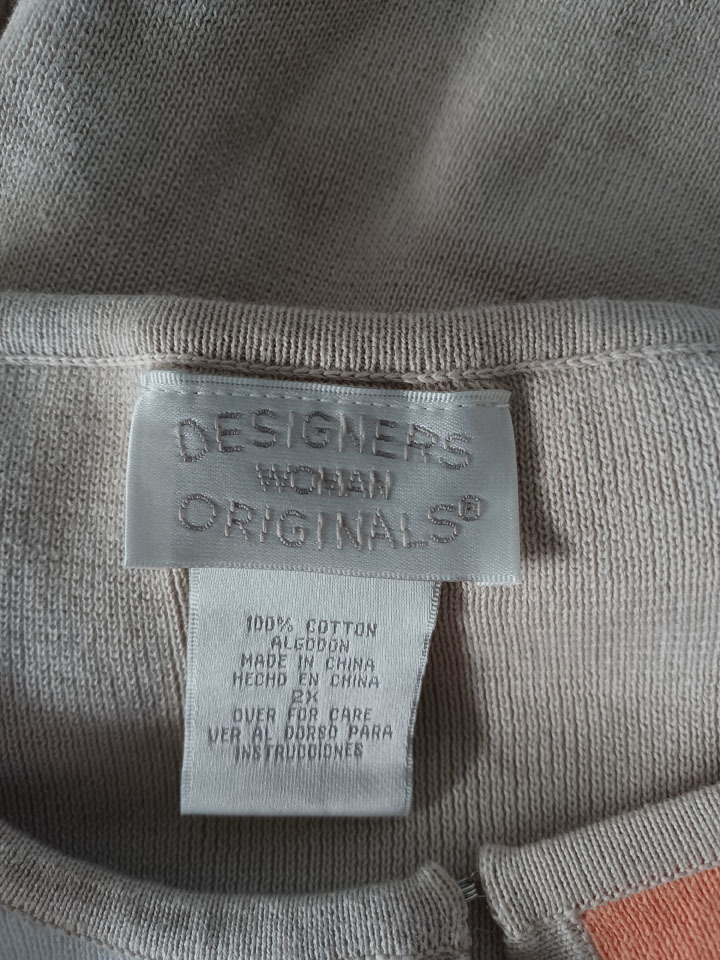 DESIGNERS
WOMAN
ORIGINALS®
100% COTTON
ALGODON
MADE IN CHINA
HECHO EN CHINA
2X
OVER FOR CARE
VER AL DORSO PARA
INSTRUCCIONES